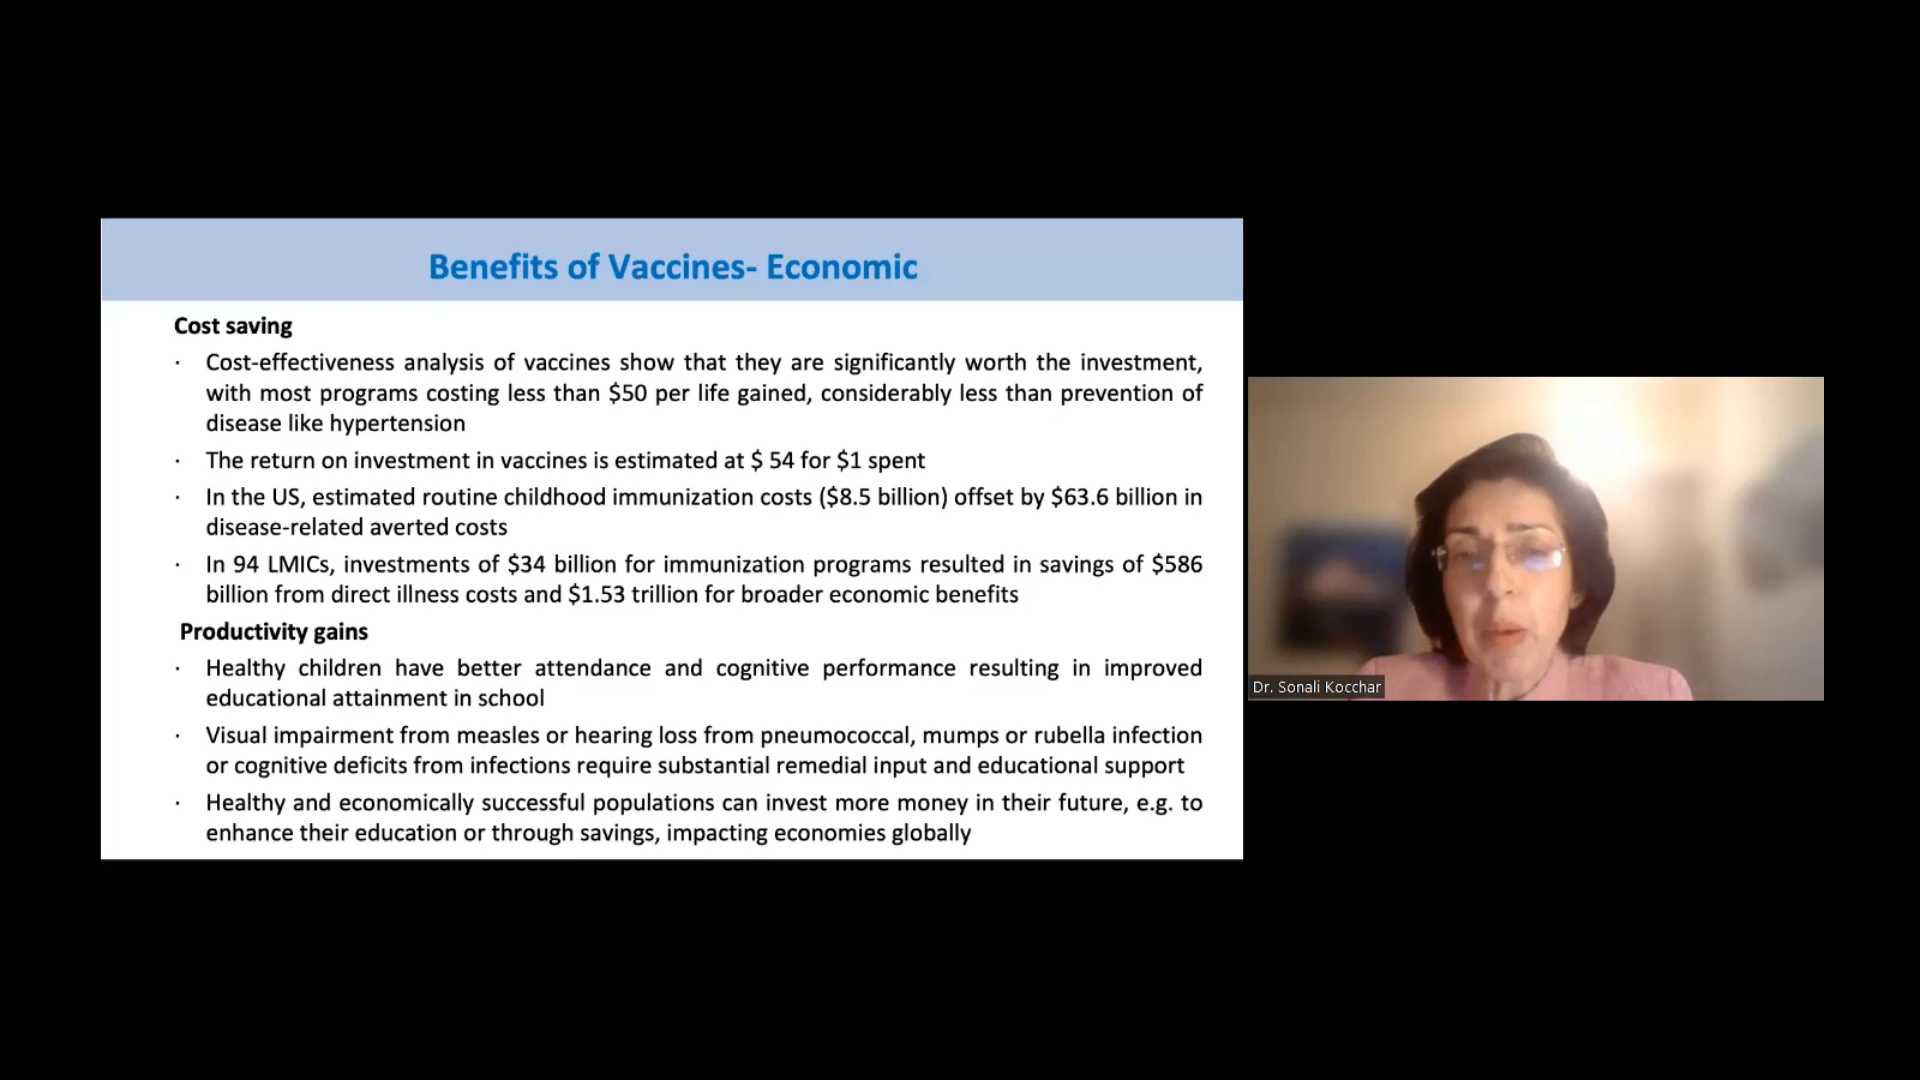 Benefits of Vaccines- Economic
Cost saving
· Cost-effectiveness analysis of vaccines show that they are significantly worth the investment,
with most programs costing less than $50 per life gained, considerably less than prevention of
disease like hypertension
· The return on investment in vaccines is estimated at $ 54 for $1 spent
· In the US, estimated routine childhood immunization costs ($8.5 billion) offset by $63.6 billion in
disease-related averted costs
· In 94 LMICs, investments of $34 billion for immunization programs resulted in savings of $586
billion from direct illness costs and $1.53 trillion for broader economic benefits
Productivity gains
· Healthy children have better attendance and cognitive performance resulting in improved
educational attainment in school
· Visual impairment from measles or hearing loss from pneumococcal, mumps or rubella infection
or cognitive deficits from infections require substantial remedial input and educational support
· Healthy and economically successful populations can invest more money in their future, e.g. to
enhance their education or through savings, impacting economies globally
Dr. Sonali Kocchar